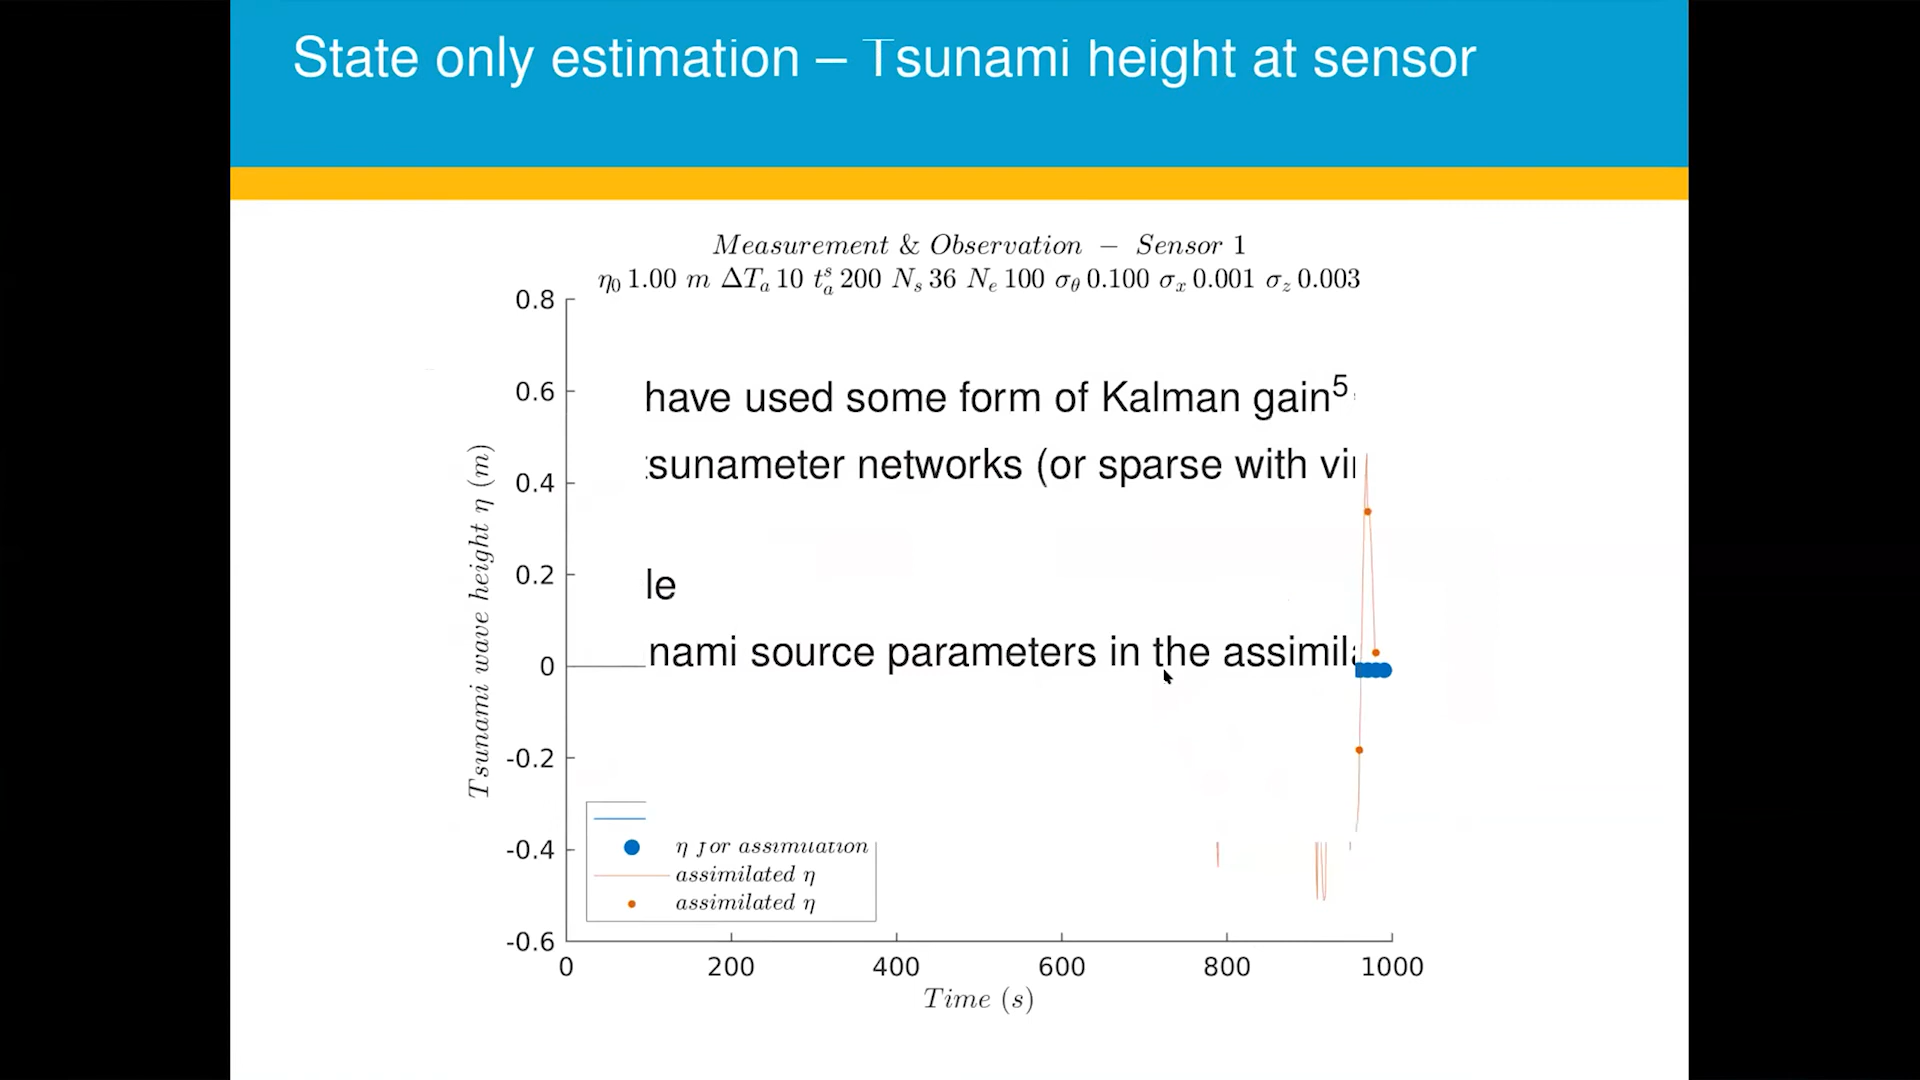 State only estimation – Tsunami height at sensor
Measurement & Observation − Sensor 1
η₀ 1.00 m ΔTₐ 10 tₐˢ 200 Nₛ 36 Nₑ 100 σ_θ 0.100 σₓ 0.001 σ_z 0.003
0.8
0.6
0.4
0.2
0
-0.2
-0.4
-0.6
Tsunami wave height η (m)
have used some form of Kalman gain⁵
tsunameter networks (or sparse with
le
nami source parameters in the
η for assimilation
assimilated η
assimilated η
0 200 400 600 800 1000
Time (s)